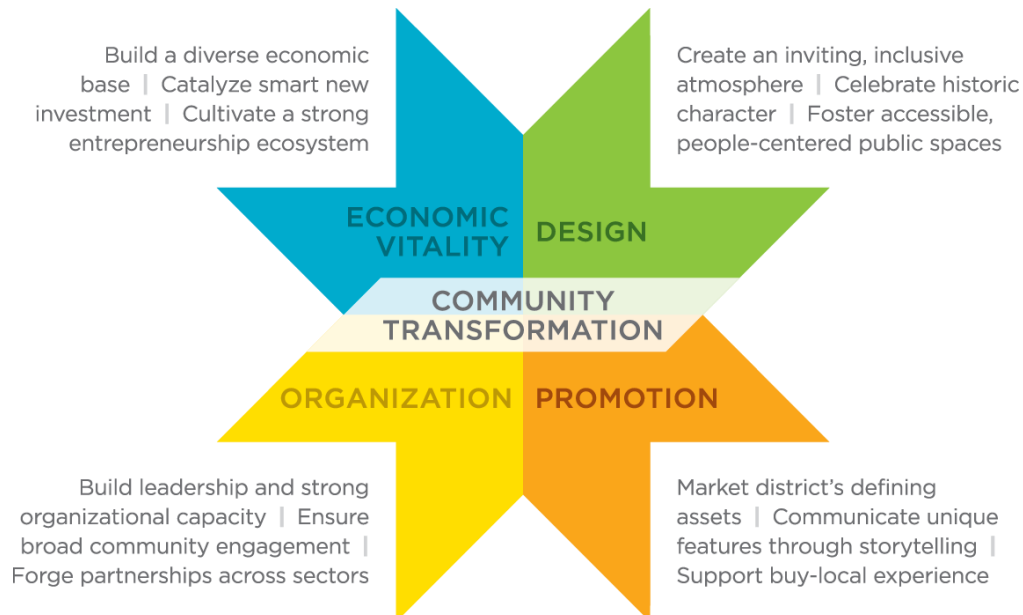 Build a diverse economic
base | Catalyze smart new
investment | Cultivate a strong
entrepreneurship ecosystem
Create an inviting, inclusive
atmosphere | Celebrate historic
character | Foster accessible,
people-centered public spaces
ECONOMIC
VITALITY
DESIGN
COMMUNITY
TRANSFORMATION
ORGANIZATION
PROMOTION
Build leadership and strong
organizational capacity | Ensure
broad community engagement |
Forge partnerships across sectors
Market district’s defining
assets | Communicate unique
features through storytelling |
Support buy-local experience